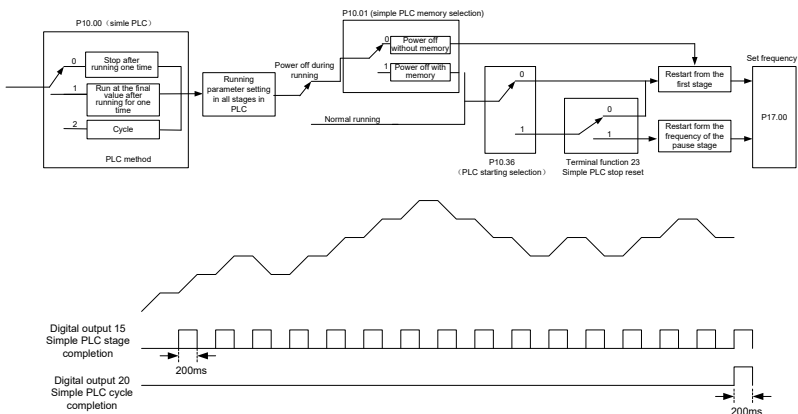 P10.00（simle PLC）
0
Stop after
running one time
1
Run at the final
value after
running for one
time
2
Cycle
PLC method
Running
parameter setting
in all stages in
PLC
Power off during
running
Normal running
P10.01 (simple PLC memory selection)
0
Power off
without memory
1
Power off with
memory
0
1
P10.36
（PLC starting selection）
0
1
Terminal function 23
Simple PLC stop reset
Restart from the
first stage
Restart form the
frequency of the
pause stage
Set frequency
P17.00
Digital output 15
Simple PLC stage
completion
200ms
Digital output 20
Simple PLC cycle
completion
200ms